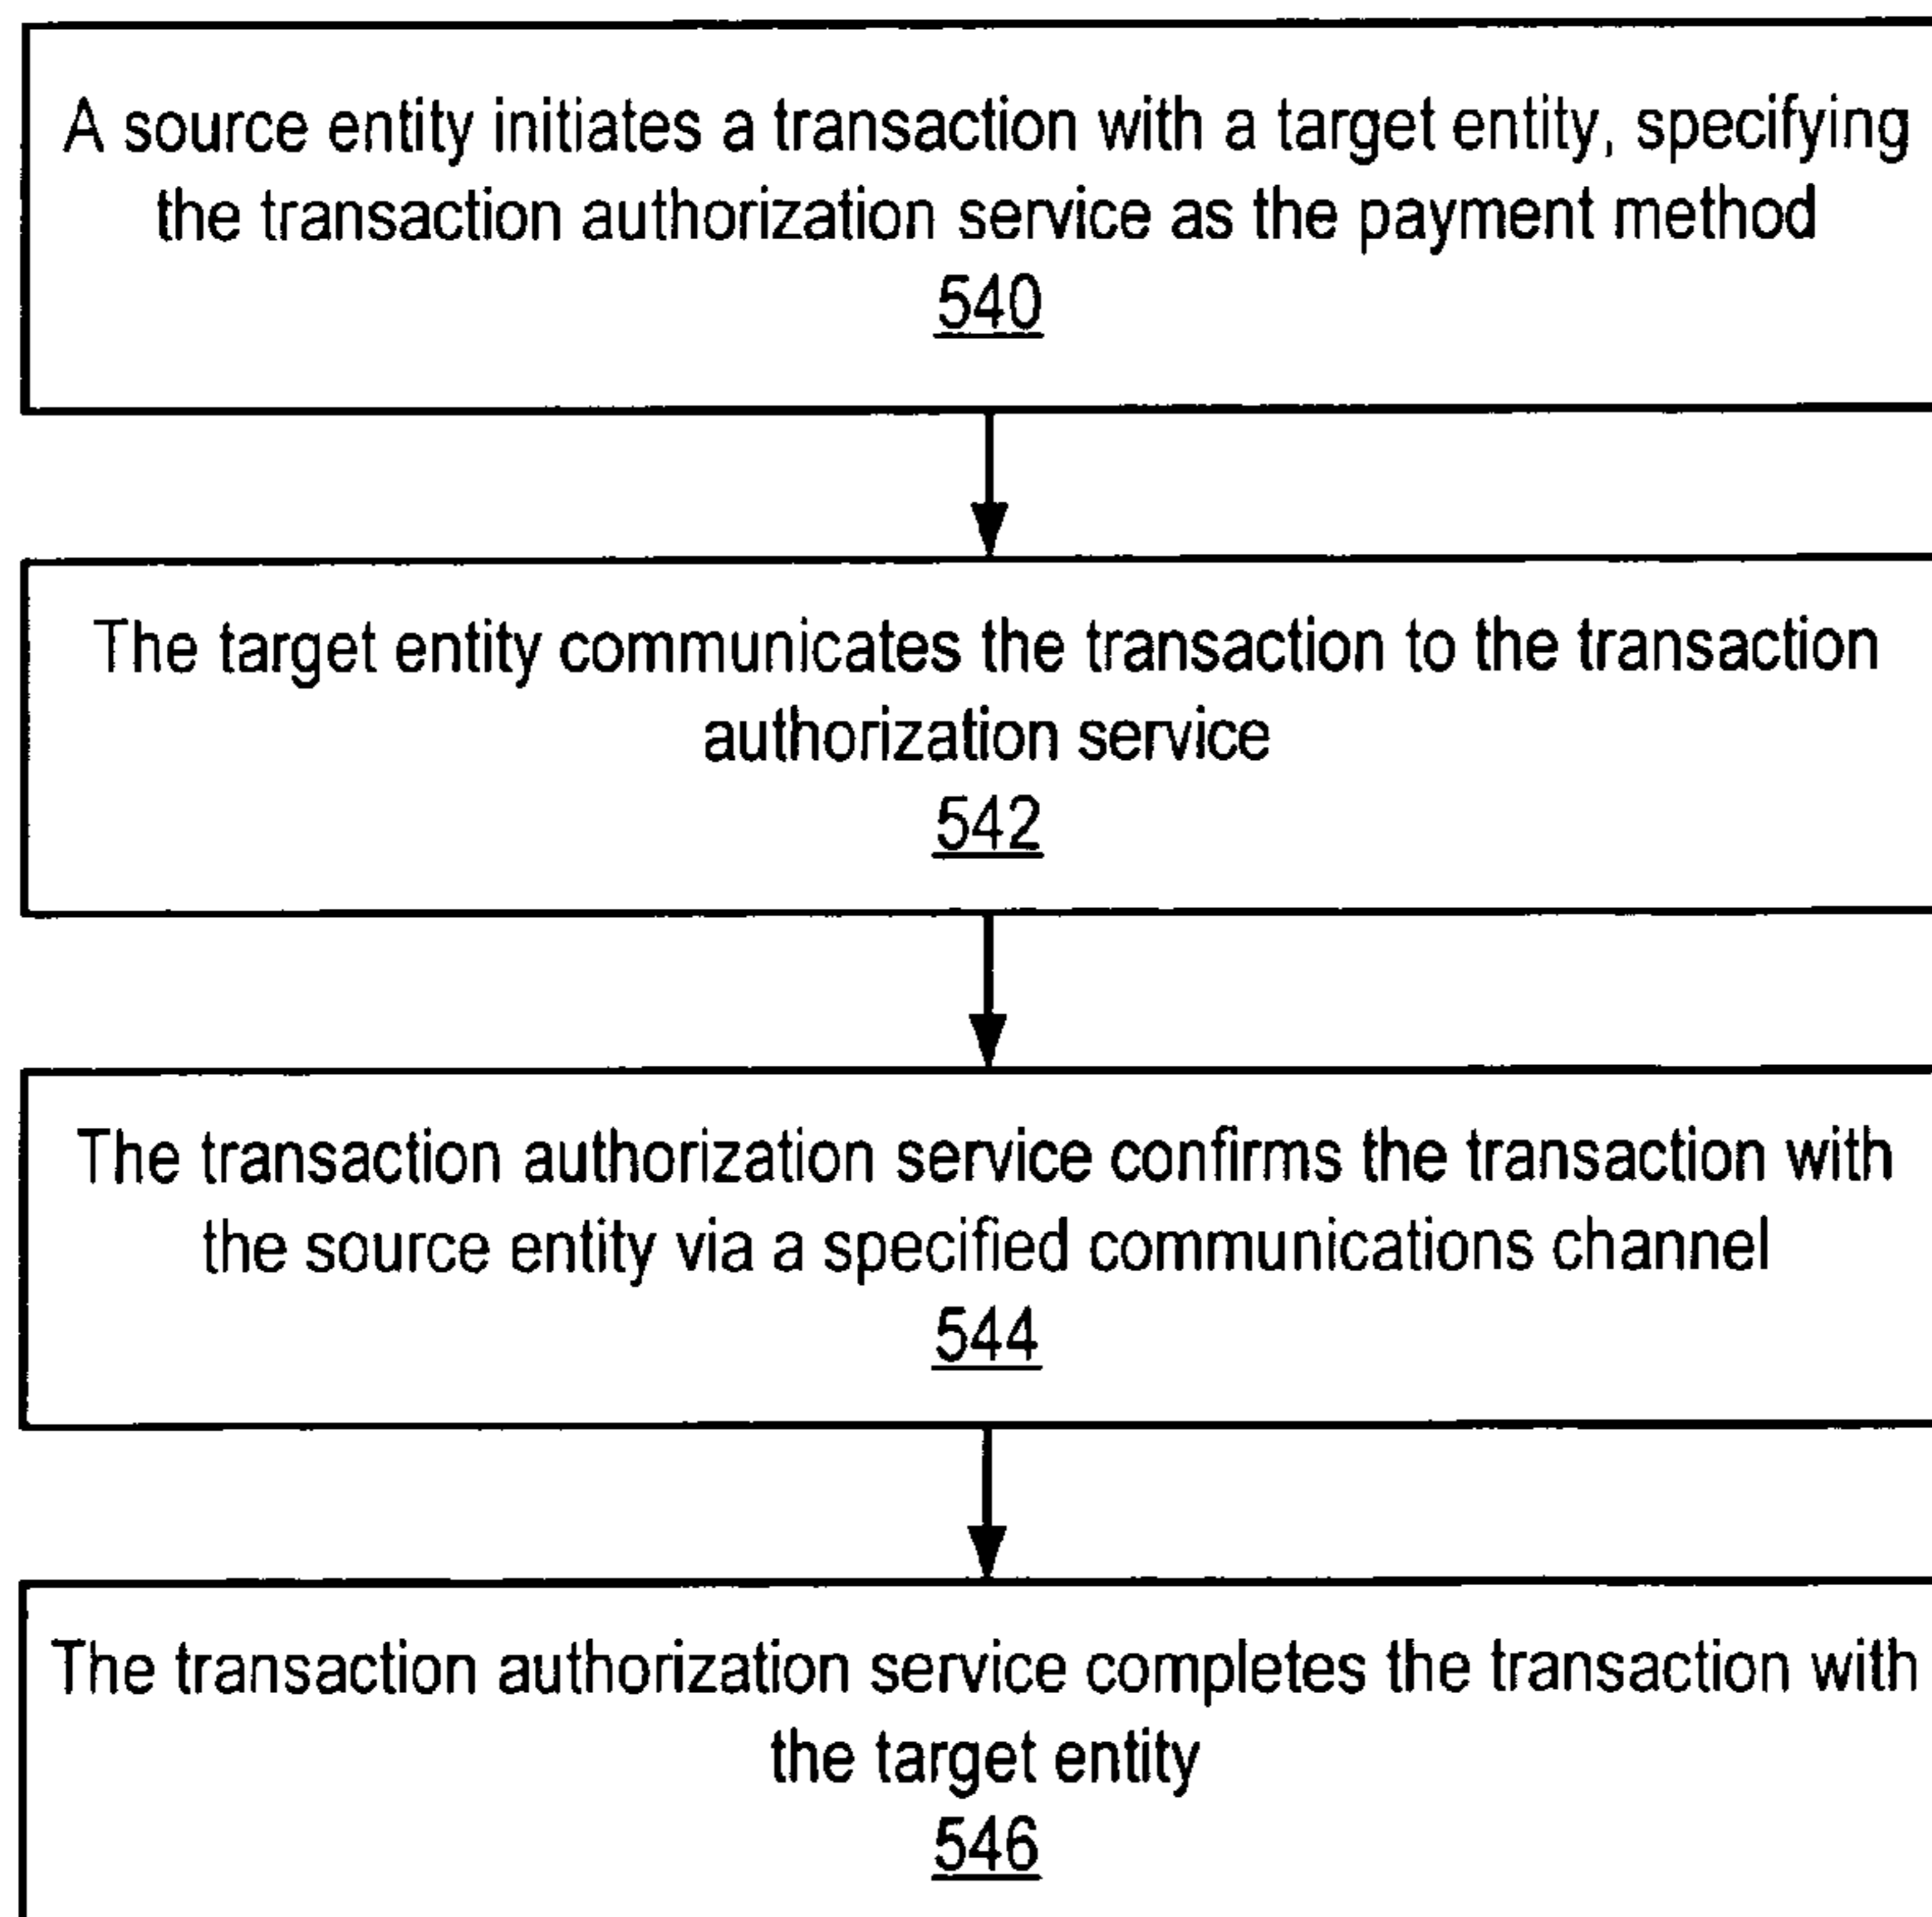 A source entity initiates a transaction with a target entity, specifying
the transaction authorization service as the payment method
540
The target entity communicates the transaction to the transaction
authorization service
542
The transaction authorization service confirms the transaction with
the source entity via a specified communications channel
544
The transaction authorization service completes the transaction with
the target entity
546